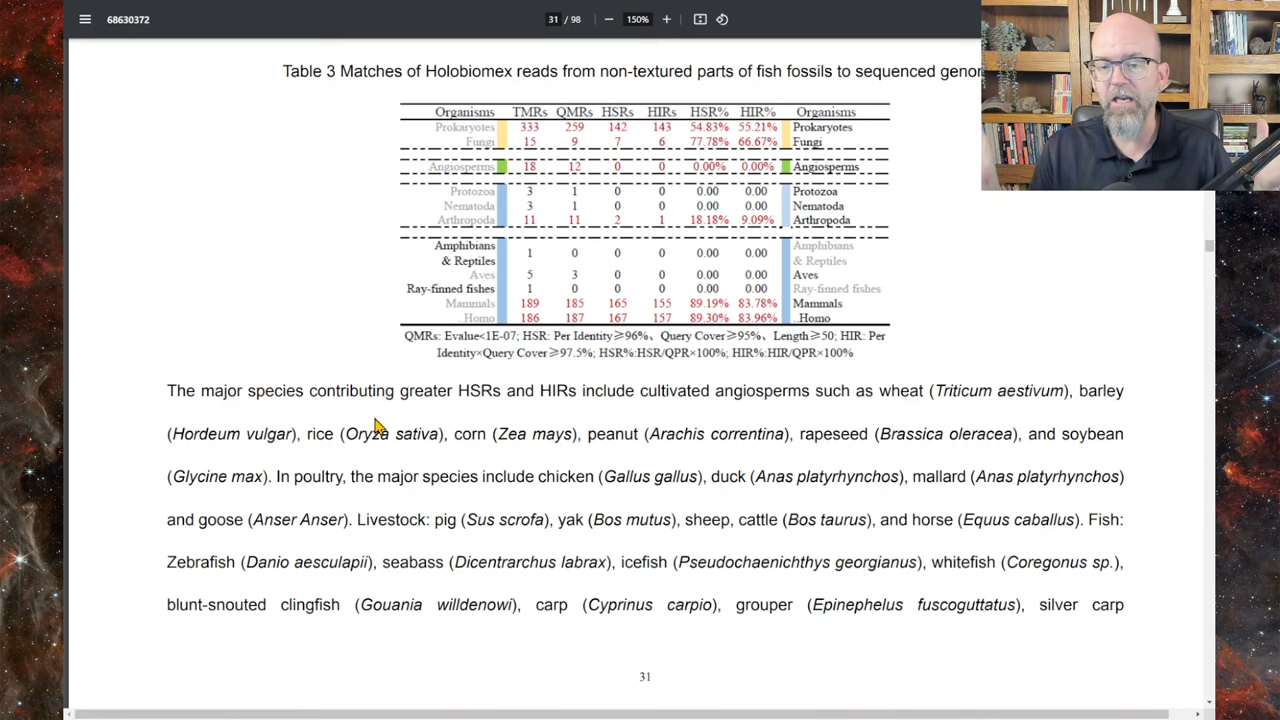 68630372
31 / 98
150%
Table 3 Matches of Holobiomex reads from non-textured parts of fish fossils to sequenced genor
Organisms TMRs QMRs HSRs HIRs HSR% HIR% Organisms
Prokaryotes 333 259 142 143 54.83% 55.21% Prokaryotes
Fungi 15 9 7 6 77.78% 66.67% Fungi
Angiosperms 18 12 0 0 0.00% 0.00% Angiosperms
Protozoa 3 1 0 0 0.00 0.00 Protozoa
Nematoda 3 1 0 0 0.00 0.00 Nematoda
Arthropoda 11 11 2 1 18.18% 9.09% Arthropoda
Amphibians & Reptiles 1 0 0 0 0.00 0.00 Amphibians & Reptiles
Aves 5 3 0 0 0.00 0.00 Aves
Ray-finned fishes 1 0 0 0 0.00 0.00 Ray-finned fishes
Mammals 189 185 165 155 89.19% 83.78% Mammals
..Homo 186 187 167 157 89.30% 83.96% ..Homo
QMRs: Evalue<1E-07; HSR: Per Identity≥96%、Query Cover≥95%、Length≥50; HIR: Per
Identity×Query Cover≥97.5%; HSR%:HSR/QPR×100%; HIR%:HIR/QPR×100%
The major species contributing greater HSRs and HIRs include cultivated angiosperms such as wheat (Triticum aestivum), barley
(Hordeum vulgar), rice (Oryza sativa), corn (Zea mays), peanut (Arachis correntina), rapeseed (Brassica oleracea), and soybean
(Glycine max). In poultry, the major species include chicken (Gallus gallus), duck (Anas platyrhynchos), mallard (Anas platyrhynchos)
and goose (Anser Anser). Livestock: pig (Sus scrofa), yak (Bos mutus), sheep, cattle (Bos taurus), and horse (Equus caballus). Fish:
Zebrafish (Danio aesculapii), seabass (Dicentrarchus labrax), icefish (Pseudochaenichthys georgianus), whitefish (Coregonus sp.),
blunt-snouted clingfish (Gouania willdenowi), carp (Cyprinus carpio), grouper (Epinephelus fuscoguttatus), silver carp
31